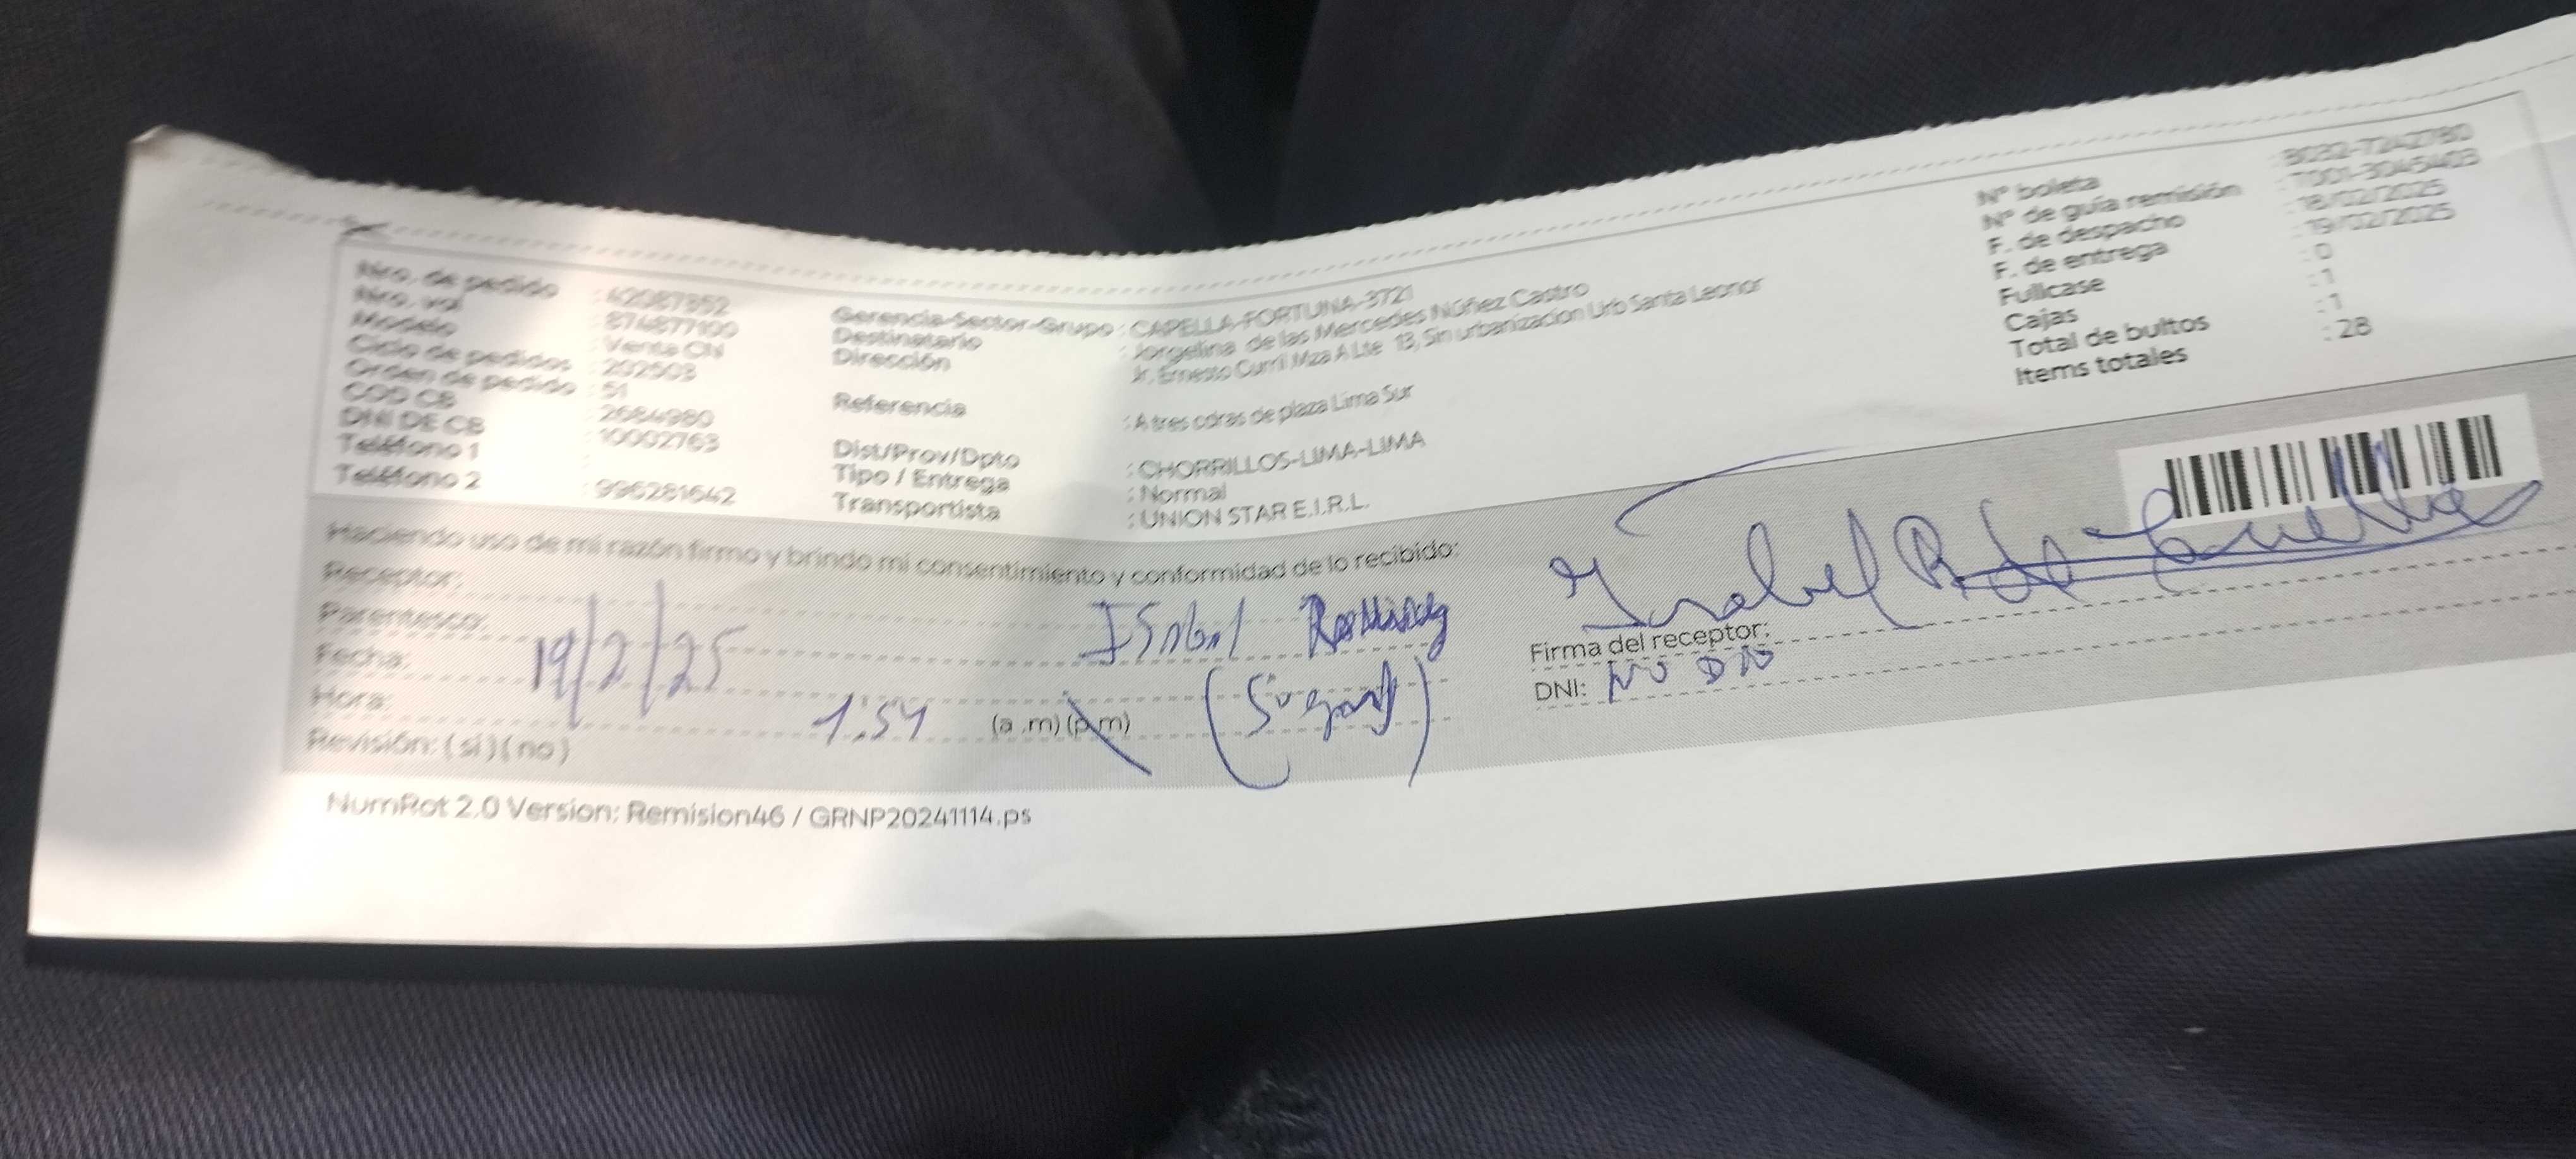 Nro. de pedido : 42087952
Nro. vol : 874877100
Modelo : Venta CN
Ciclo de pedidos : 202503
Orden de pedido : 51
COD CB : 2684980
DNI DE CB : 10002763
Teléfono 1 :
Teléfono 2 : 996281642
Gerencia-Sector-Grupo : CAPELLA-FORTUNA-3721
Destinatario : Jorgelina de las Mercedes Núñez Castro
Dirección : Jr. Ernesto Curri Mza A Lte 13, Sin urbanizacion Urb Santa Leonor
Referencia : A tres cdras de plaza Lima Sur
Dist/Prov/Dpto : CHORRILLOS-LIMA-LIMA
Tipo / Entrega : Normal
Transportista : UNION STAR E.I.R.L.
N° boleta : B032-7242780
N° de guía remisión : T001-3045403
F. de despacho : 18/02/2025
F. de entrega : 19/02/2025
Fullcase : 0
Cajas : 1
Total de bultos : 1
Items totales : 28
Haciendo uso de mi razón firmo y brindo mi consentimiento y conformidad de lo recibido:
Receptor: Isabel
Parentesco: (Suegra)
Fecha: 19/2/25
Hora: 1:54 (a .m) (p.m)
Revisión: ( si ) ( no )
Isabel
Firma del receptor:
DNI: NO DIO
NumRot 2.0 Version: Remision46 / GRNP20241114.ps